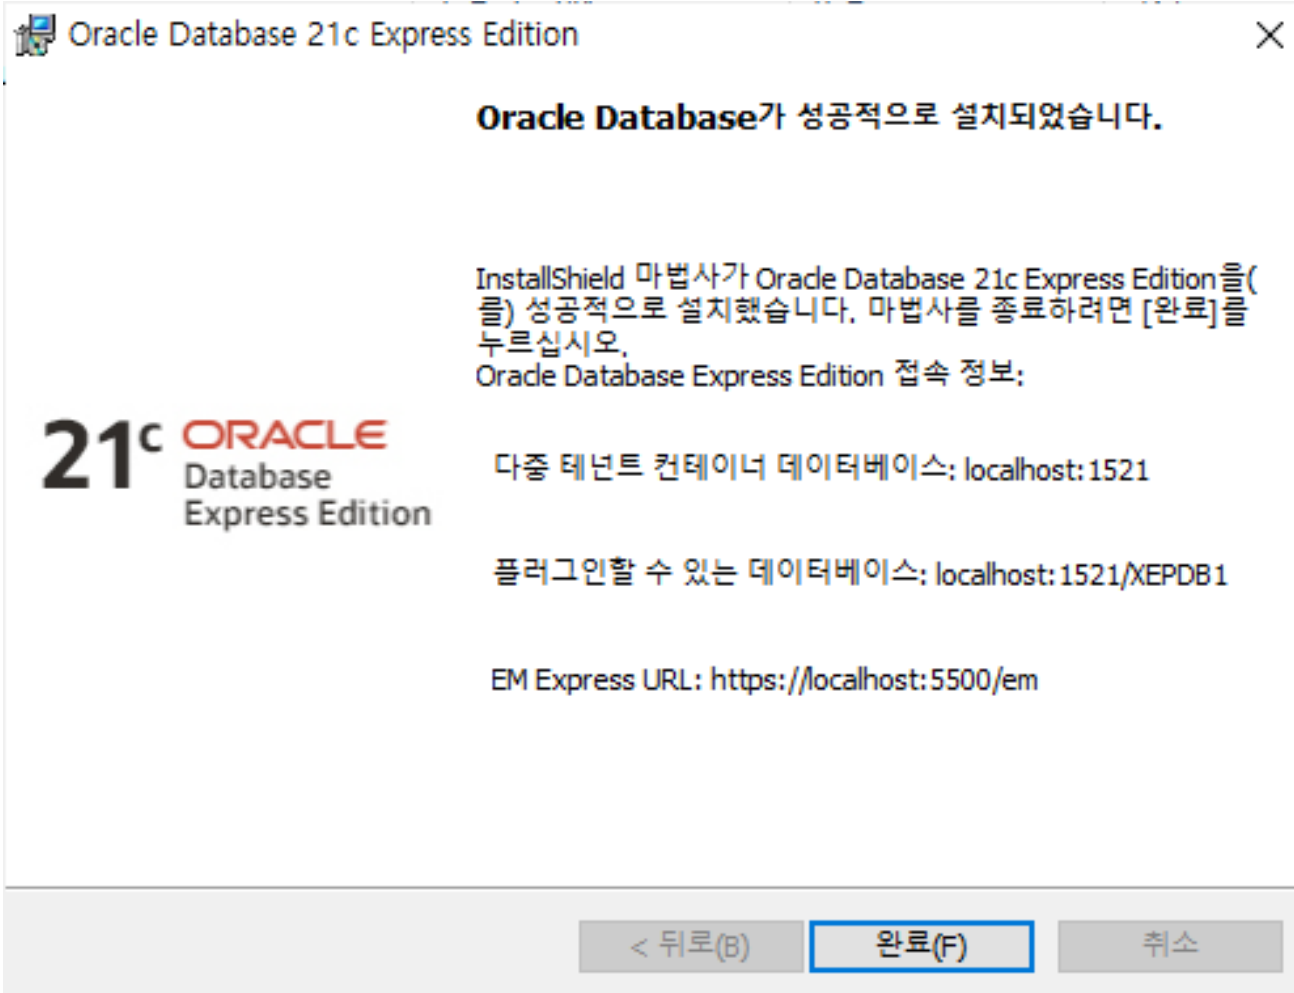 Oracle Database 21c Express Edition
Oracle Database가 성공적으로 설치되었습니다.
InstallShield 마법사가 Oracle Database 21c Express Edition을(
를) 성공적으로 설치했습니다. 마법사를 종료하려면 [완료]를
누르십시오.
Oracle Database Express Edition 접속 정보:
21c ORACLE
Database
Express Edition
다중 테넌트 컨테이너 데이터베이스: localhost:1521
플러그인할 수 있는 데이터베이스: localhost:1521/XEPDB1
EM Express URL: https://localhost:5500/em
< 뒤로(B)
완료(F)
취소